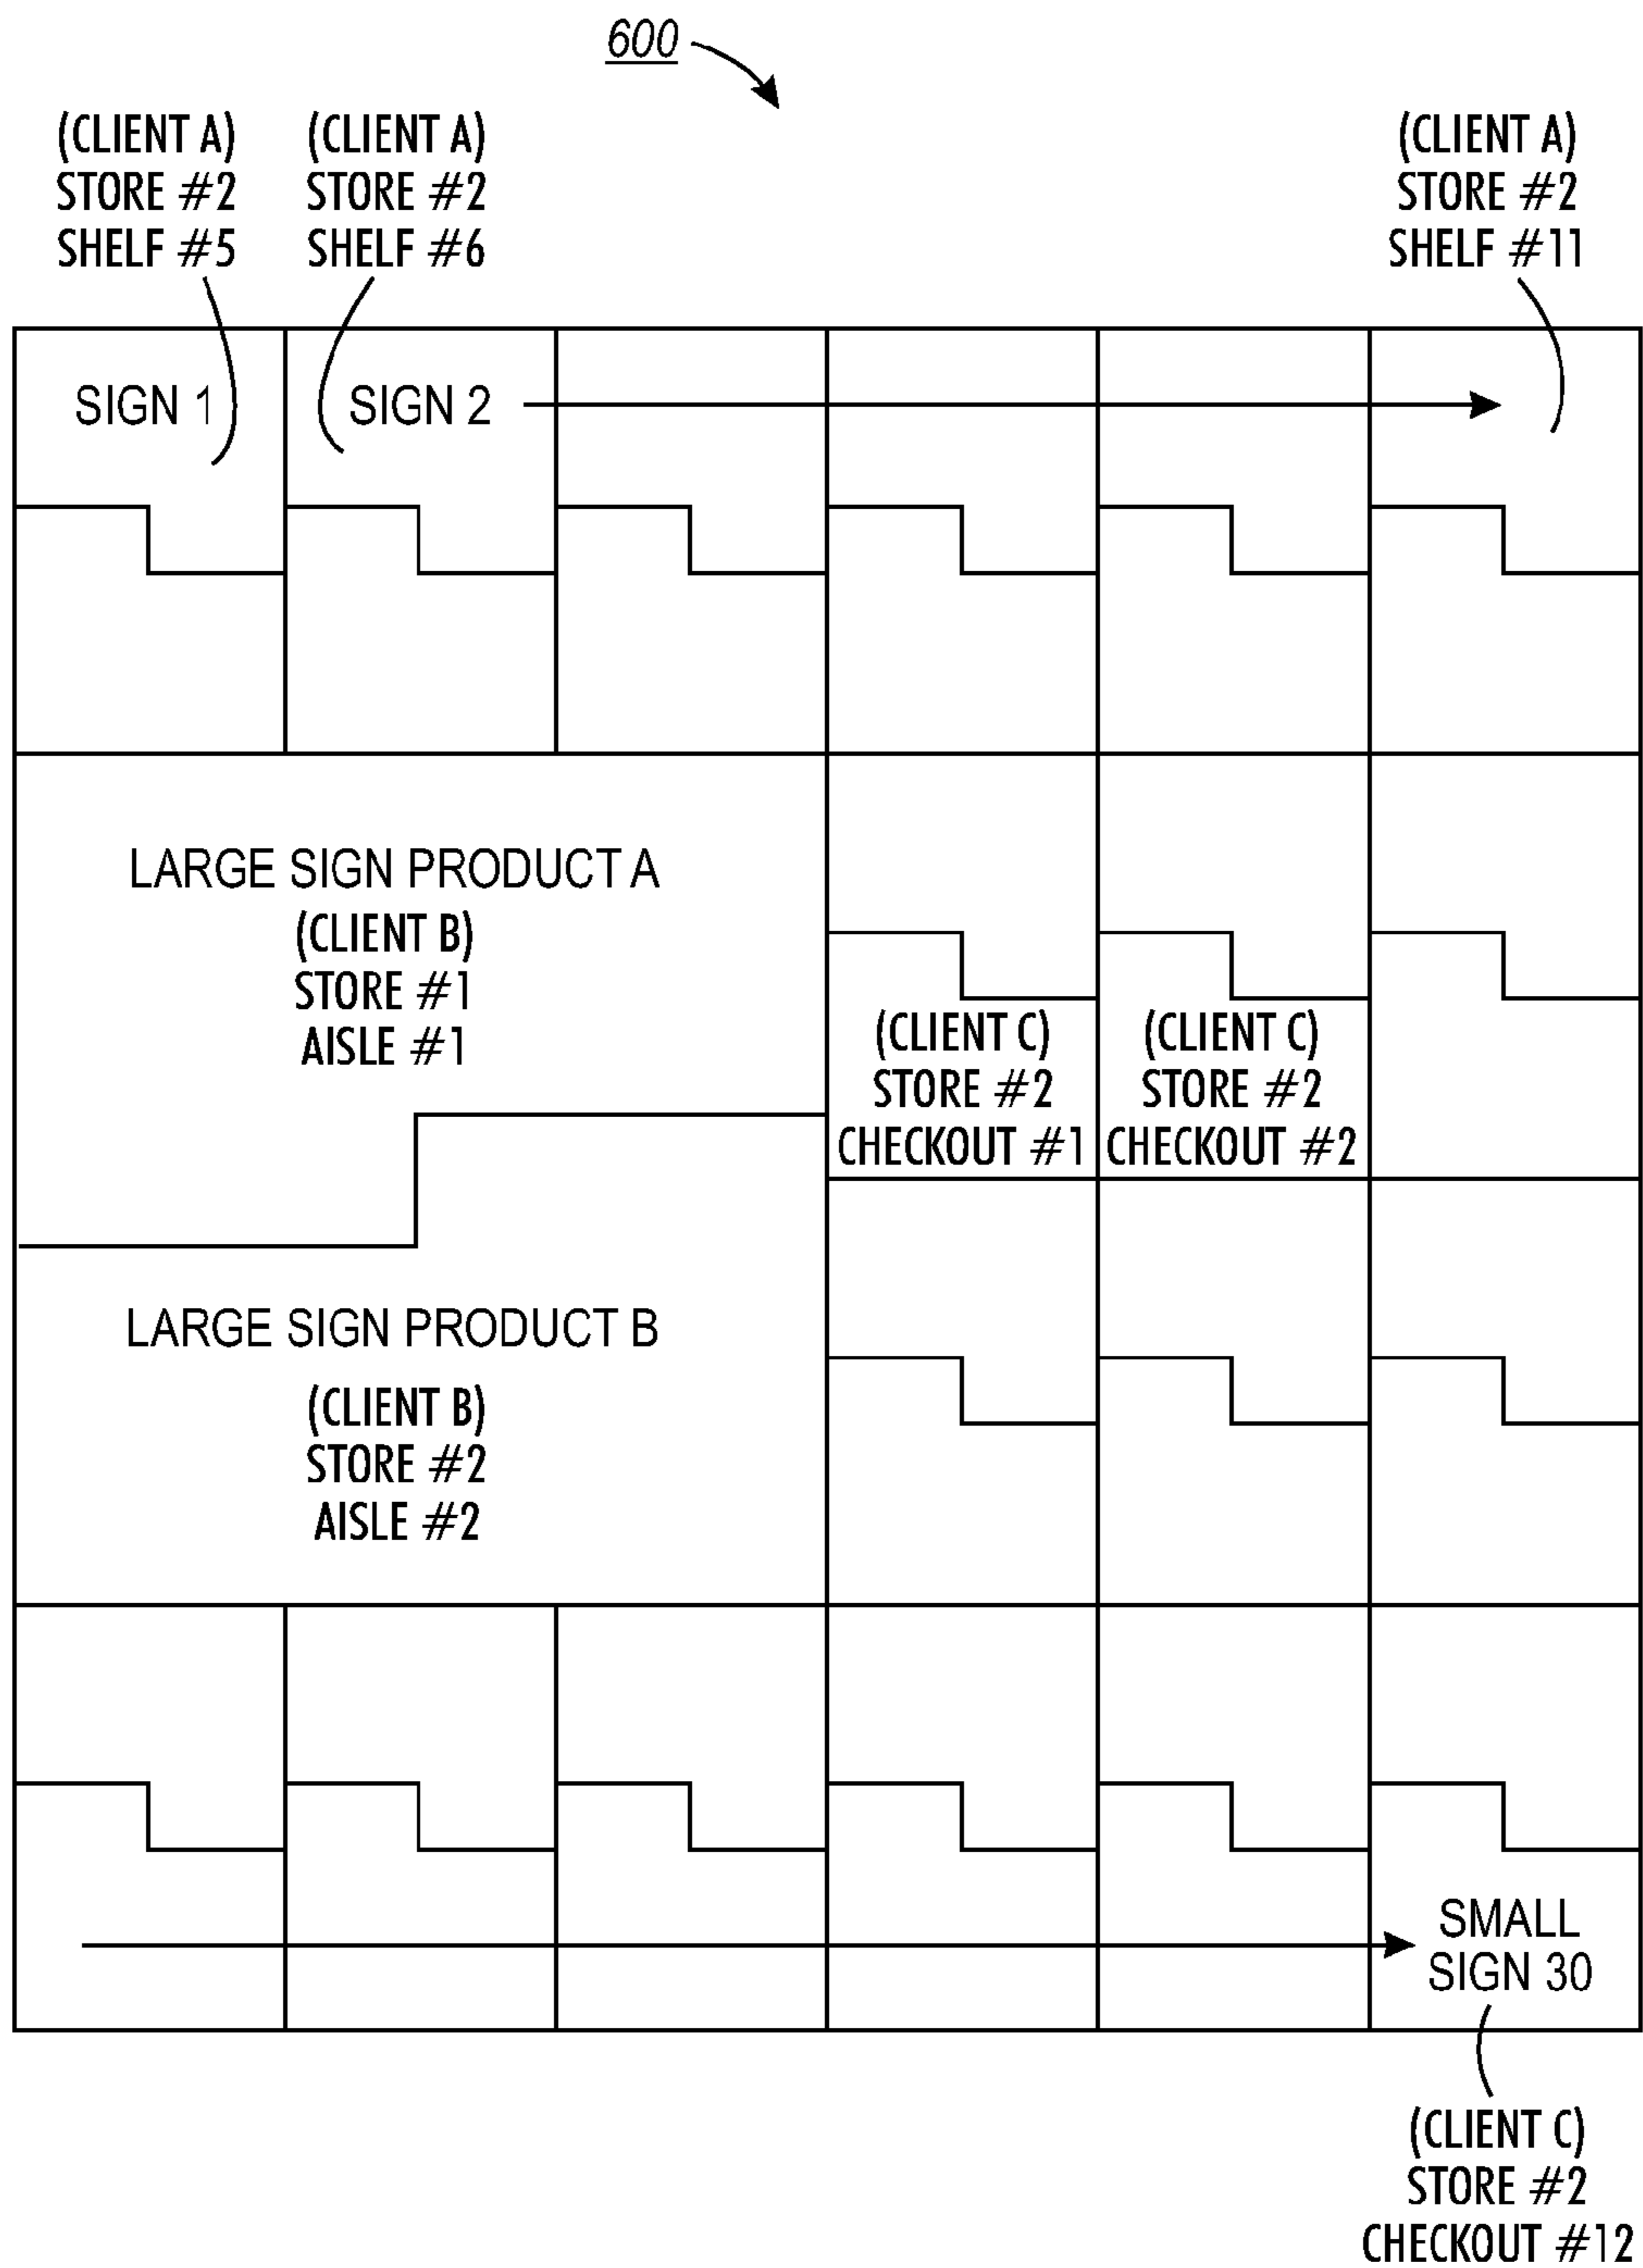 600
(CLIENT A)
STORE #2
SHELF #5
(CLIENT A)
STORE #2
SHELF #6
(CLIENT A)
STORE #2
SHELF #11
SIGN 1
SIGN 2
LARGE SIGN PRODUCT A
(CLIENT B)
STORE #1
AISLE #1
(CLIENT C)
STORE #2
CHECKOUT #1
(CLIENT C)
STORE #2
CHECKOUT #2
LARGE SIGN PRODUCT B
(CLIENT B)
STORE #2
AISLE #2
SMALL
SIGN 30
(CLIENT C)
STORE #2
CHECKOUT #12